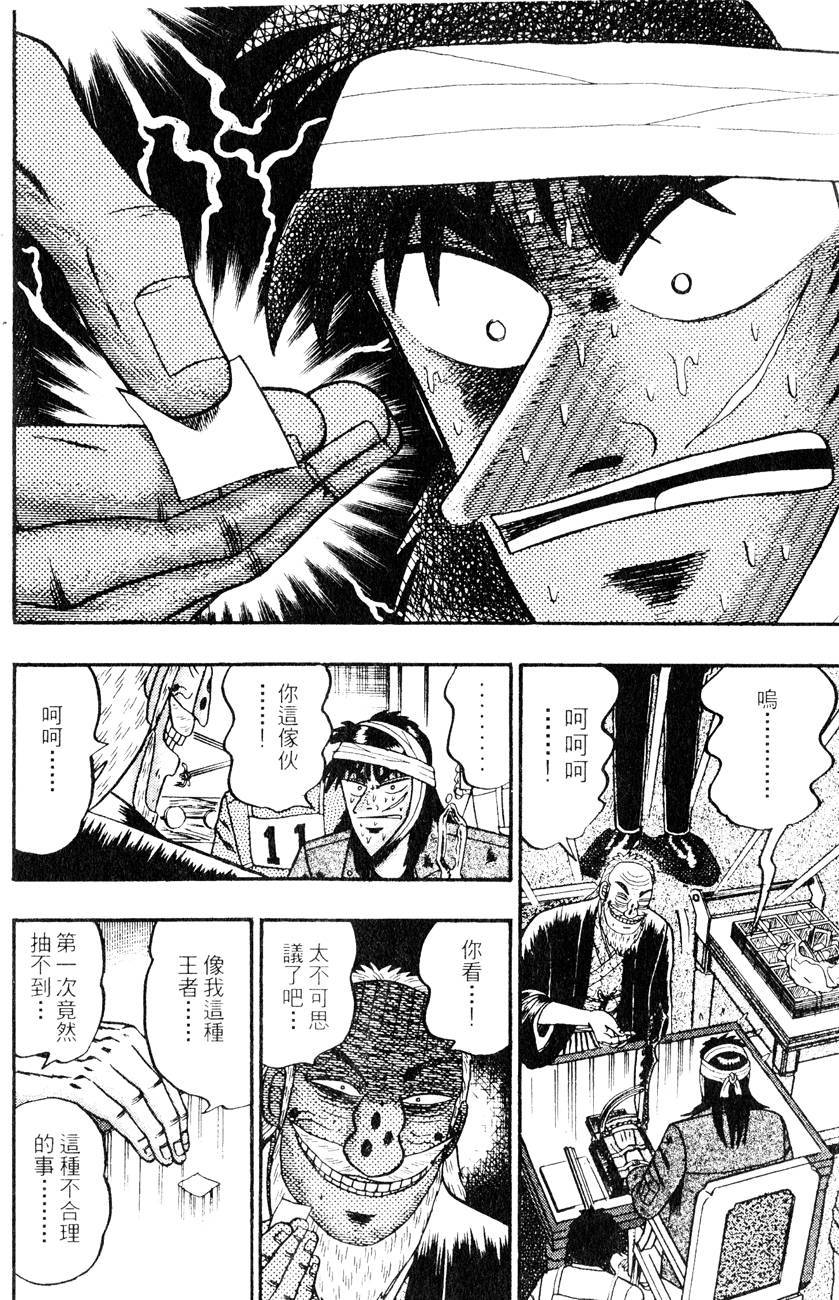 嗚……
呵呵呵
……！
………
你這傢伙
……！
11
呵呵……
你看…！
太不可思
議了吧…
像我這種
王者……
第一次竟然
抽不到…
這種不合理
的事………